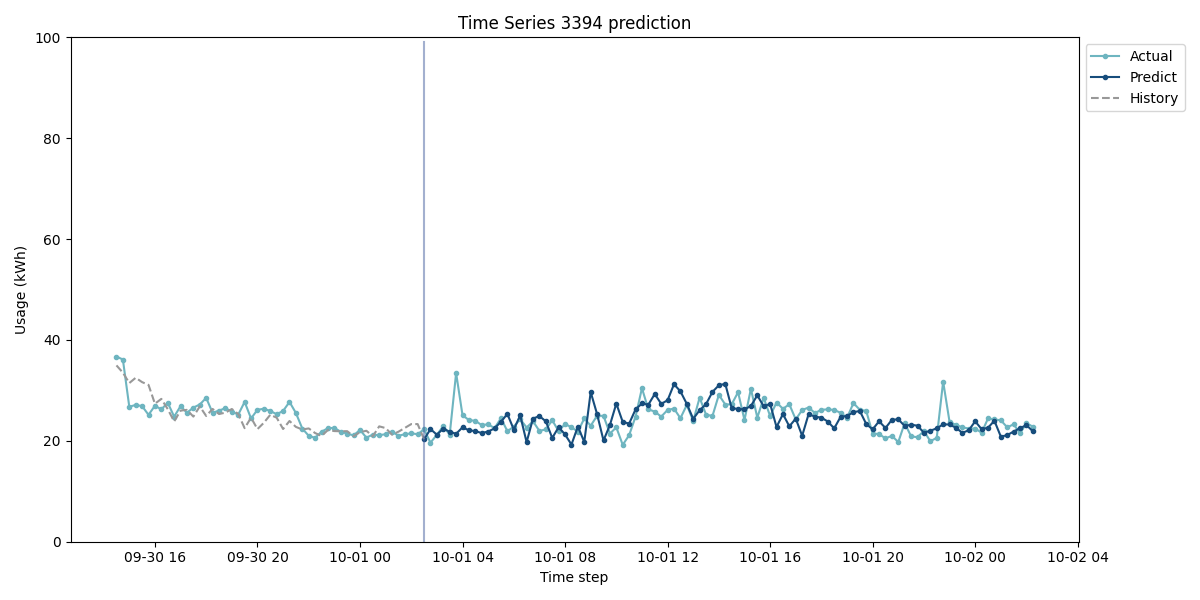 Time Series 3394 prediction
Usage (kWh)
100
80
60
40
20
0
09-30 16
09-30 20
10-01 00
10-01 04
10-01 08
10-01 12
10-01 16
10-01 20
10-02 00
10-02 04
Time step
Actual
Predict
History